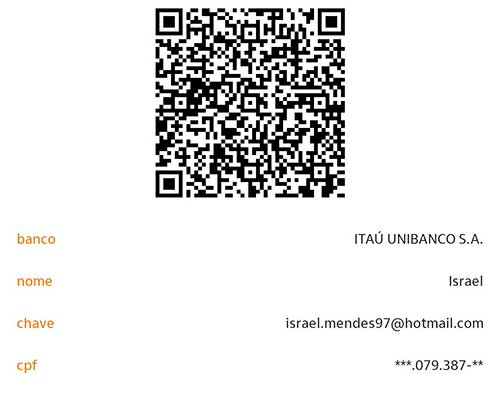 banco ITAÚ UNIBANCO S.A.
nome Israel
chave israel.mendes97@hotmail.com
cpf ***.079.387-**